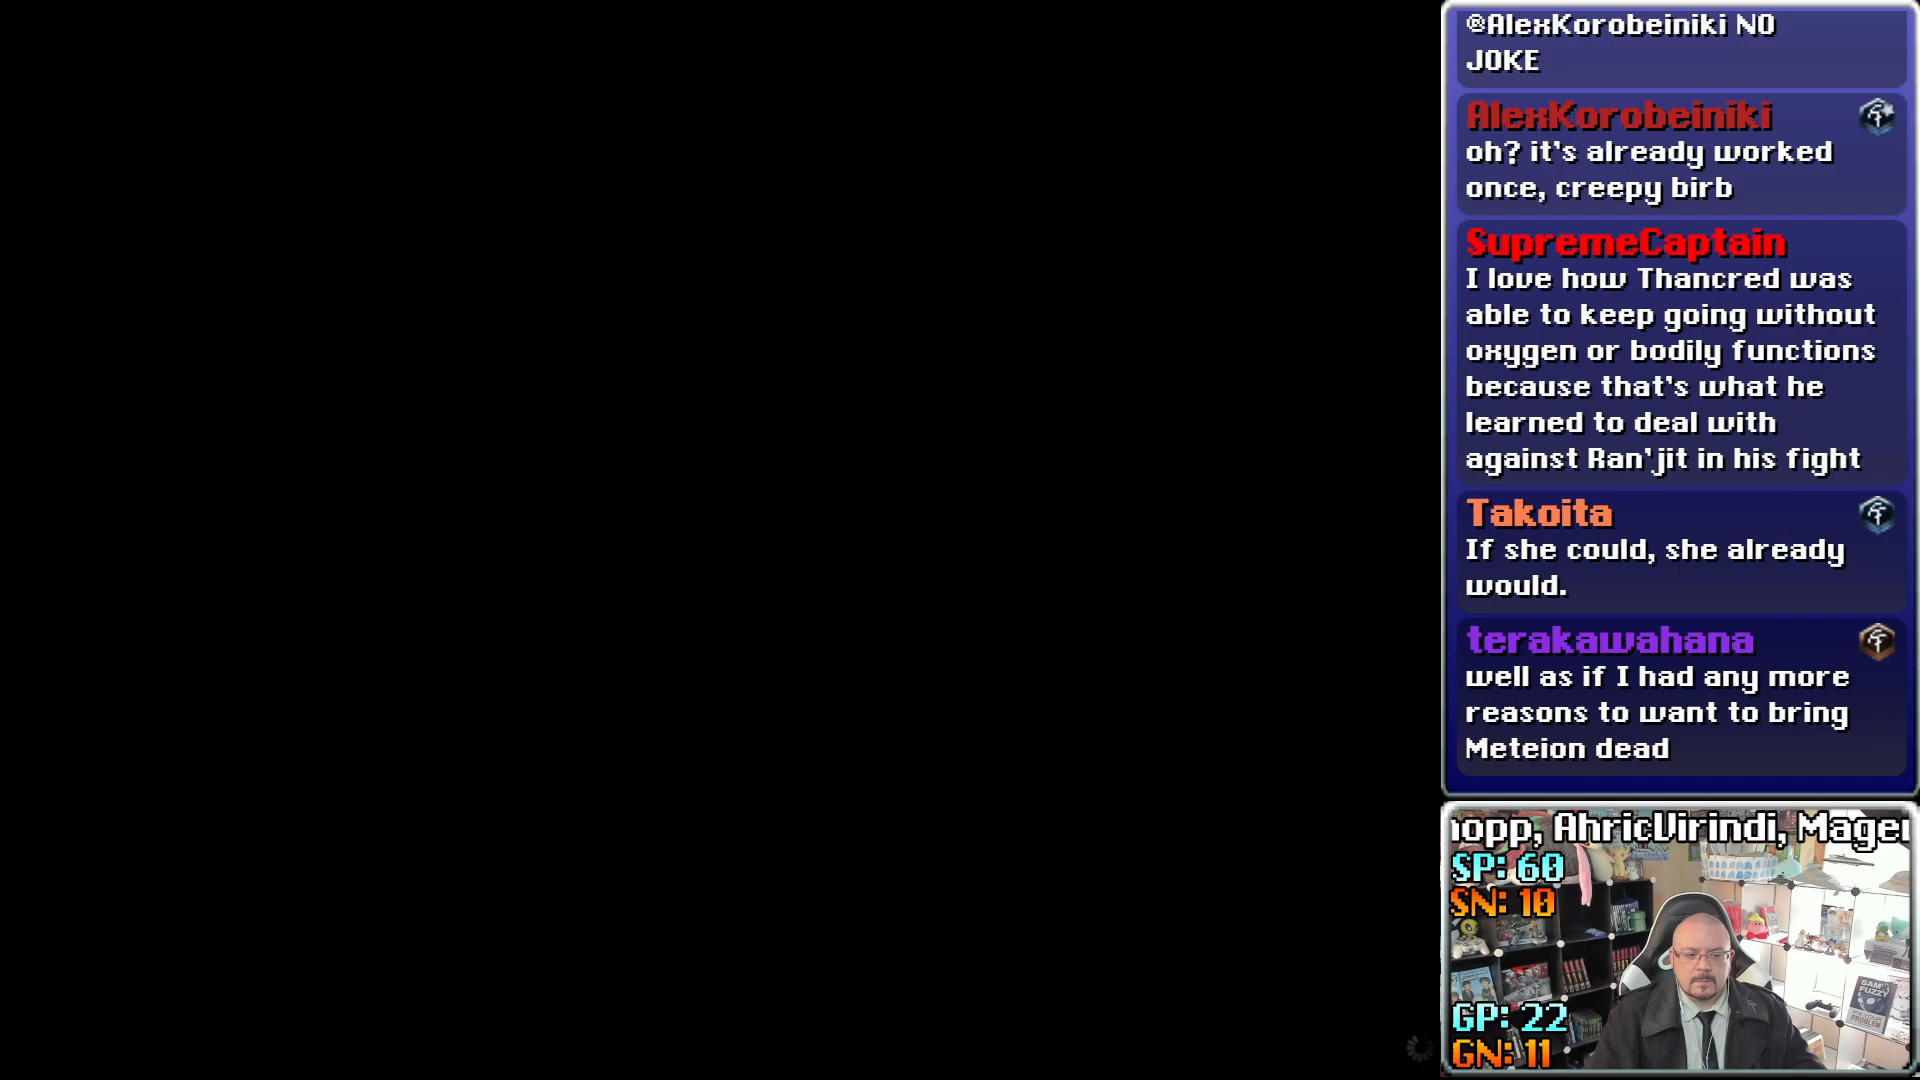 @AlexKorobeiniki NO
JOKE
AlexKorobeiniki
oh? it's already worked
once, creepy birb
SupremeCaptain
I love how Thancred was
able to keep going without
oxygen or bodily functions
because that's what he
learned to deal with
against Ran'jit in his fight
Takoita
If she could, she already
would.
terakawahana
well as if I had any more
reasons to want to bring
Meteion dead
AhricVirindi,
SP: 60
SN: 10
GP: 22
GN: 11
SAM
FUZZY
PROBLEM